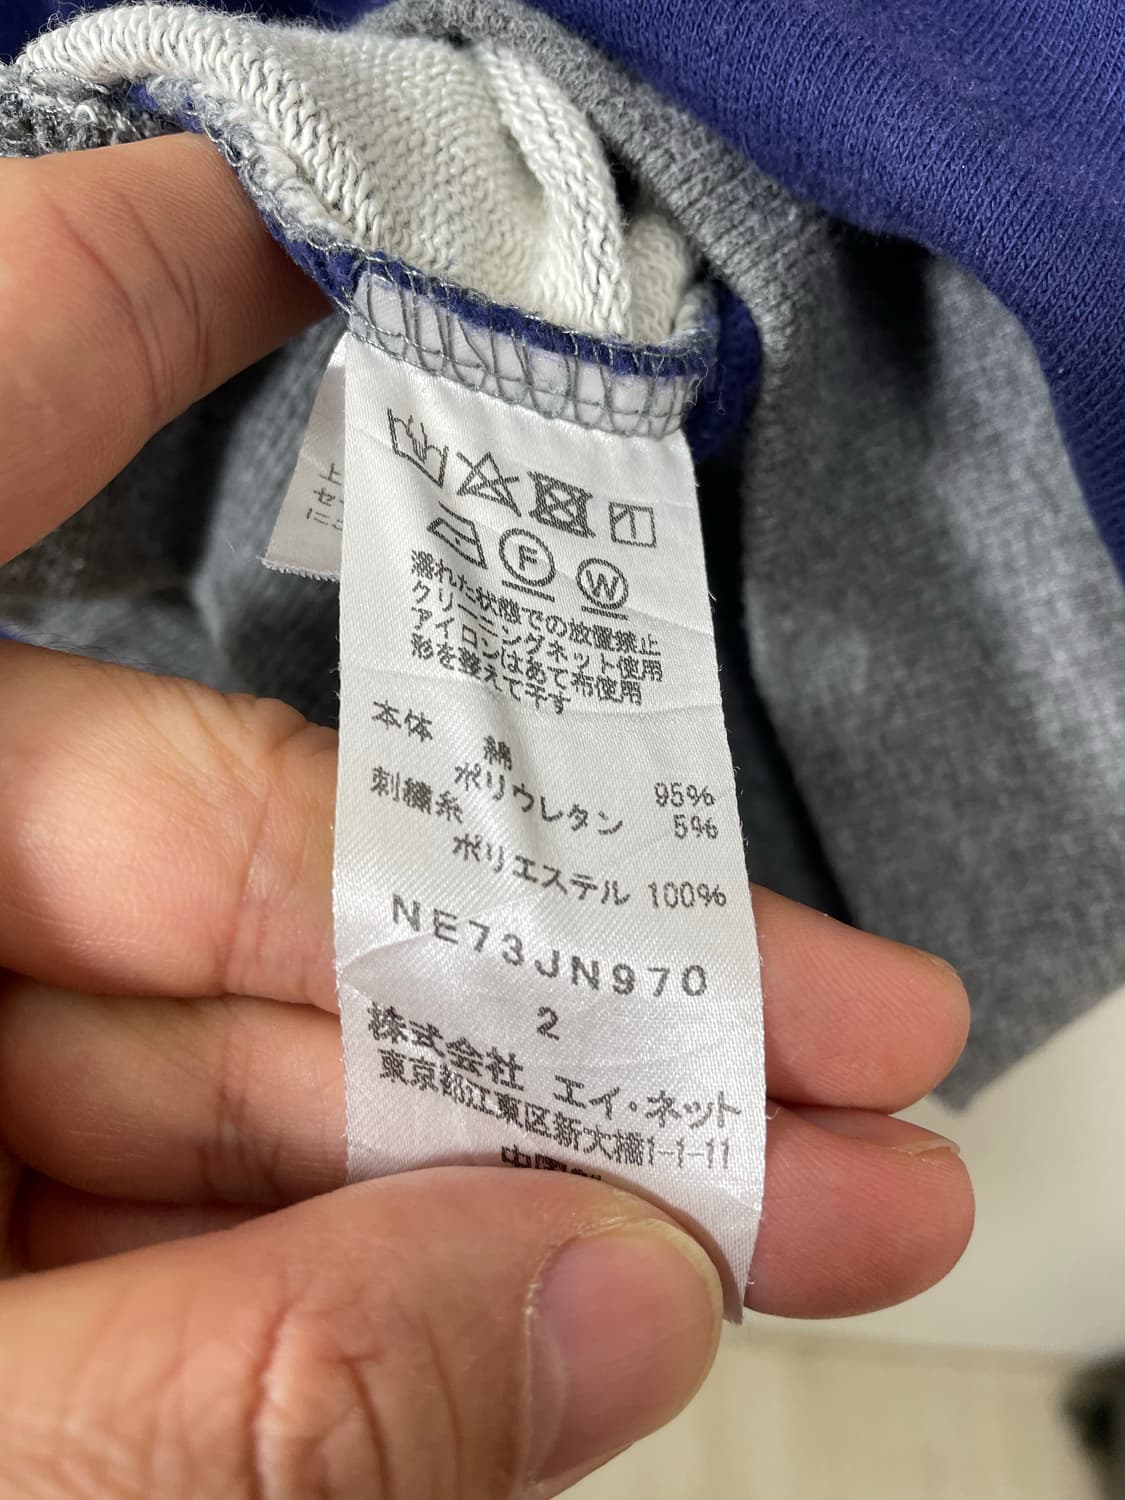 F
W
濡れた状態での放置禁止
クリーニングネット使用
アイロンはあて布使用
形を整えて干す
本体 綿 95%
ポリウレタン 5%
刺繍糸
ポリエステル 100%
NE73JN970
2
株式会社 エイ・ネット
東京都江東区新大橋1-1-11